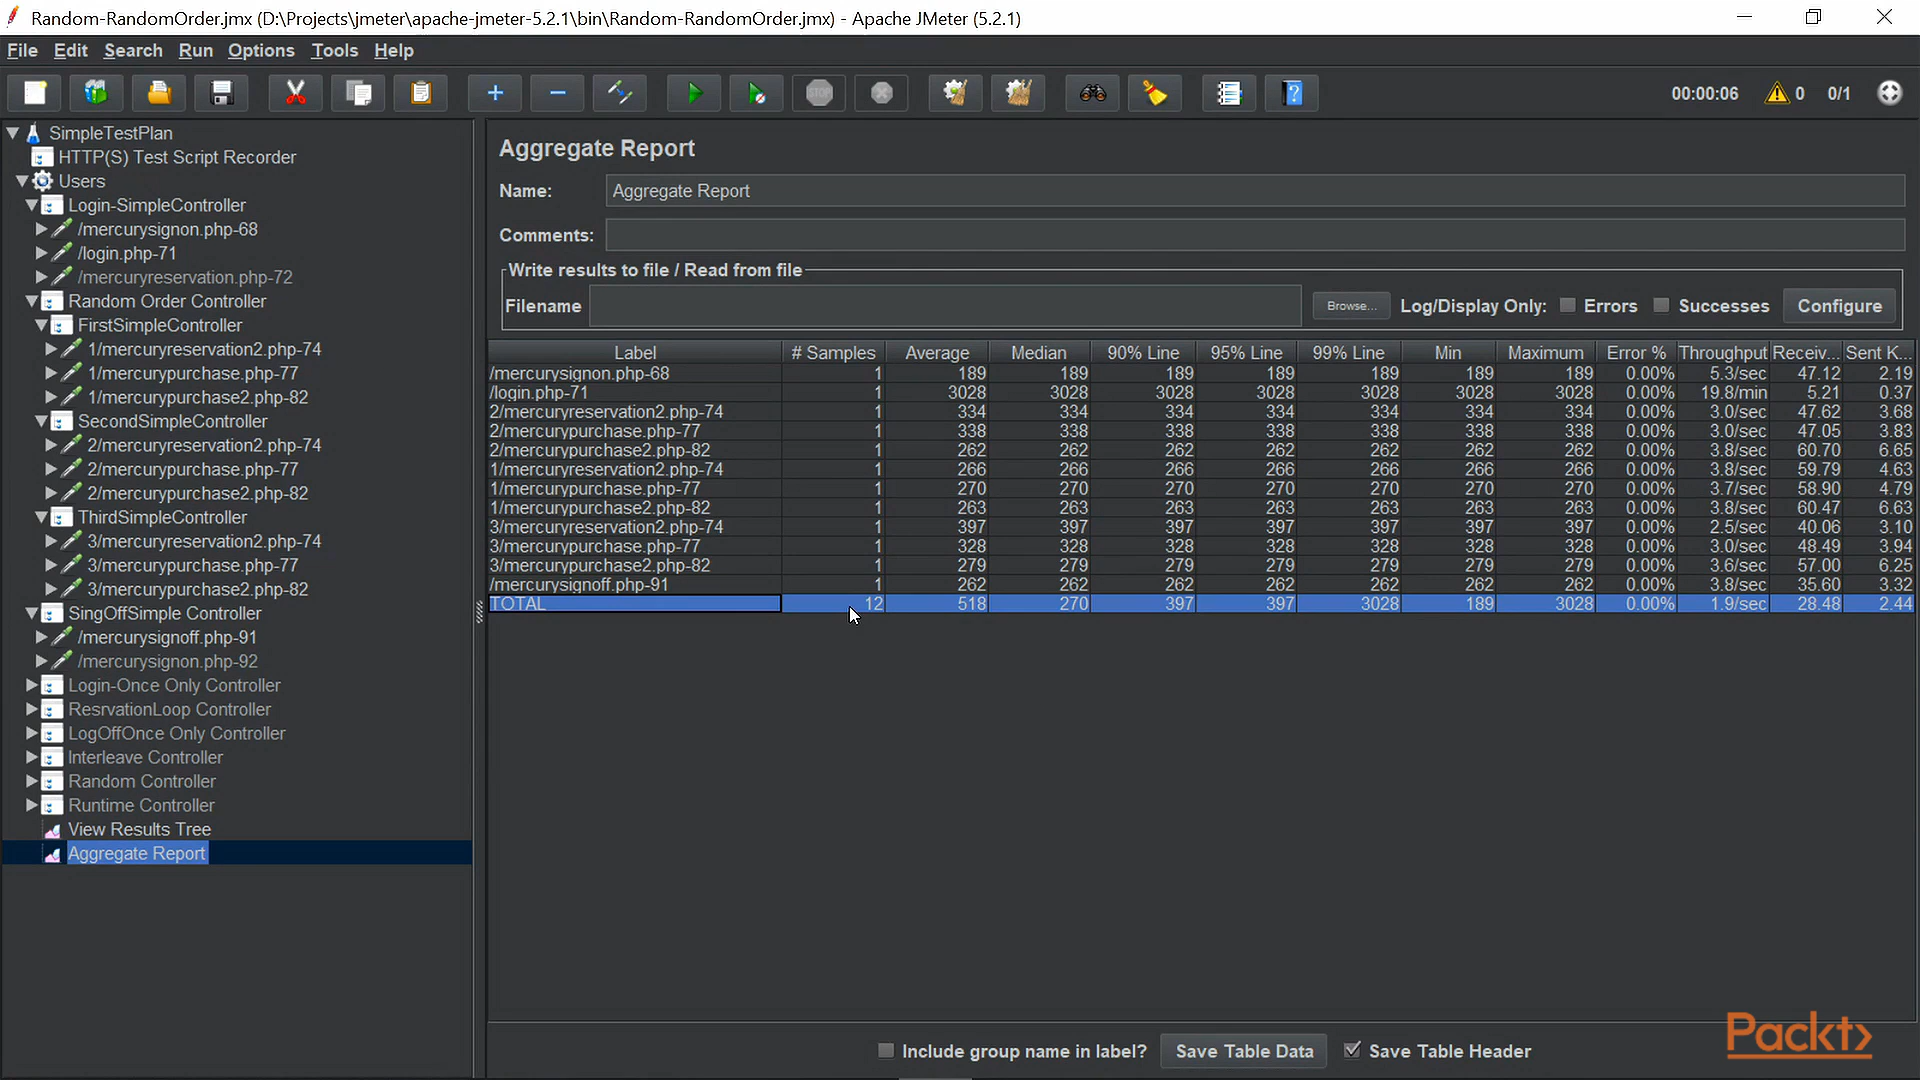 Random-RandomOrder.jmx (D:\Projects\jmeter\apache-jmeter-5.2.1\bin\Random-RandomOrder.jmx) - Apache JMeter (5.2.1)
File Edit Search Run Options Tools Help
STOP
00:00:06 0 0/1
SimpleTestPlan
HTTP(S) Test Script Recorder
Users
Login-SimpleController
/mercurysignon.php-68
/login.php-71
/mercuryreservation.php-72
Random Order Controller
FirstSimpleController
1/mercuryreservation2.php-74
1/mercurypurchase.php-77
1/mercurypurchase2.php-82
SecondSimpleController
2/mercuryreservation2.php-74
2/mercurypurchase.php-77
2/mercurypurchase2.php-82
ThirdSimpleController
3/mercuryreservation2.php-74
3/mercurypurchase.php-77
3/mercurypurchase2.php-82
SingOffSimple Controller
/mercurysignoff.php-91
/mercurysignon.php-92
Login-Once Only Controller
ResrvationLoop Controller
LogOffOnce Only Controller
Interleave Controller
Random Controller
Runtime Controller
View Results Tree
Aggregate Report
Aggregate Report
Name: Aggregate Report
Comments:
Write results to file / Read from file
Filename Browse... Log/Display Only: Errors Successes Configure
Label # Samples Average Median 90% Line 95% Line 99% Line Min Maximum Error % Throughput Receiv... Sent K...
/mercurysignon.php-68 1 189 189 189 189 189 189 189 0.00% 5.3/sec 47.12 2.19
/login.php-71 1 3028 3028 3028 3028 3028 3028 3028 0.00% 19.8/min 5.21 0.37
2/mercuryreservation2.php-74 1 334 334 334 334 334 334 334 0.00% 3.0/sec 47.62 3.68
2/mercurypurchase.php-77 1 338 338 338 338 338 338 338 0.00% 3.0/sec 47.05 3.83
2/mercurypurchase2.php-82 1 262 262 262 262 262 262 262 0.00% 3.8/sec 60.70 6.65
1/mercuryreservation2.php-74 1 266 266 266 266 266 266 266 0.00% 3.8/sec 59.79 4.63
1/mercurypurchase.php-77 1 270 270 270 270 270 270 270 0.00% 3.7/sec 58.90 4.79
1/mercurypurchase2.php-82 1 263 263 263 263 263 263 263 0.00% 3.8/sec 60.47 6.63
3/mercuryreservation2.php-74 1 397 397 397 397 397 397 397 0.00% 2.5/sec 40.06 3.10
3/mercurypurchase.php-77 1 328 328 328 328 328 328 328 0.00% 3.0/sec 48.49 3.94
3/mercurypurchase2.php-82 1 279 279 279 279 279 279 279 0.00% 3.6/sec 57.00 6.25
/mercurysignoff.php-91 1 262 262 262 262 262 262 262 0.00% 3.8/sec 35.60 3.32
TOTAL 12 518 270 397 397 3028 189 3028 0.00% 1.9/sec 28.48 2.44
Include group name in label? Save Table Data Save Table Header
Packt>